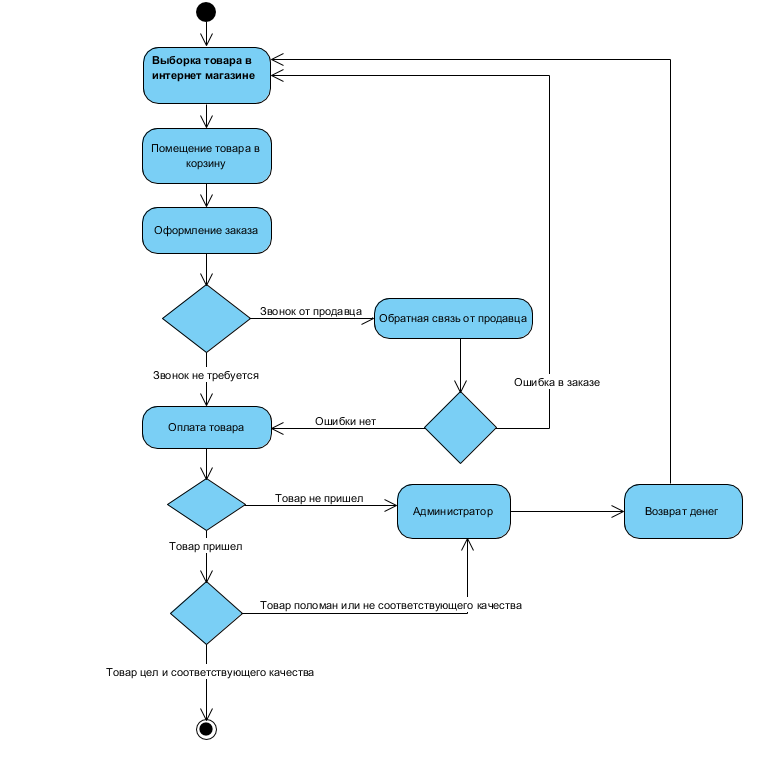 Выборка товара в
интернет магазине
Помещение товара в
корзину
Оформление заказа
Звонок от продавца
Обратная связь от продавца
Звонок не требуется
Ошибка в заказе
Оплата товара
Ошибки нет
Товар не пришел
Администратор
Возврат денег
Товар пришел
Товар поломан или не соответствующего качества
Товар цел и соответствующего качества